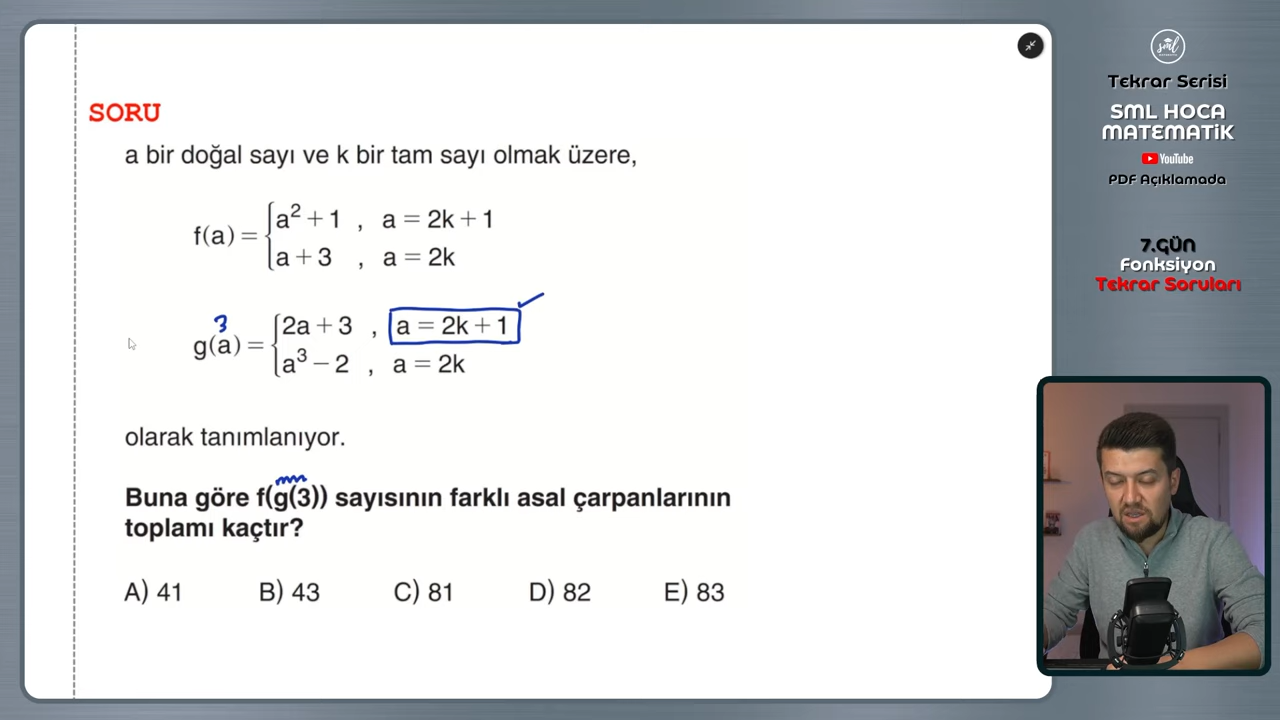 SORU
a bir doğal sayı ve k bir tam sayı olmak üzere,
f(a) = { a² + 1 , a = 2k + 1
a + 3 , a = 2k
3
g(a) = { 2a + 3 , a = 2k + 1
a³ − 2 , a = 2k
olarak tanımlanıyor.
Buna göre f(g(3)) sayısının farklı asal çarpanlarının
toplamı kaçtır?
A) 41 B) 43 C) 81 D) 82 E) 83
sml
Tekrar Serisi
SML HOCA
MATEMATİK
YouTube
PDF Açıklamada
7.GÜN
Fonksiyon
Tekrar Soruları